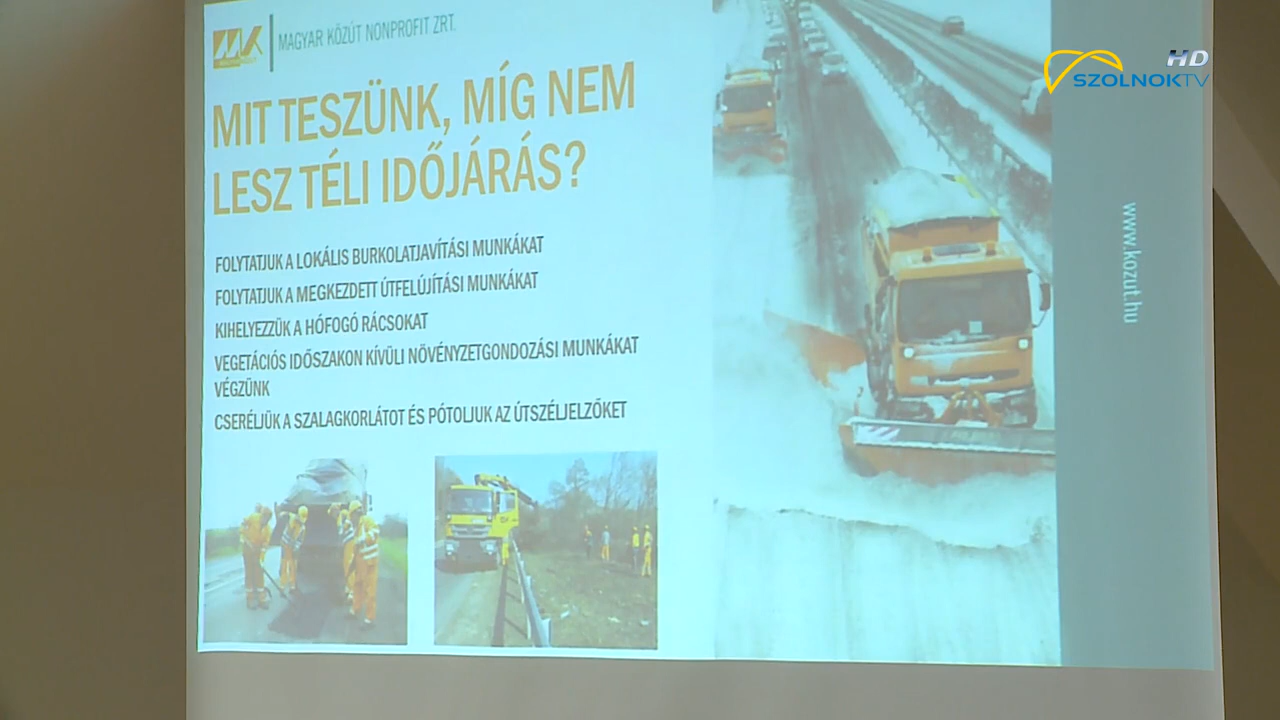 MAGYAR KÖZÚT NONPROFIT ZRT.
HD
SZOLNOKTV
MIT TESZÜNK, MÍG NEM
LESZ TÉLI IDŐJÁRÁS?
www.kozut.hu
FOLYTATJUK A LOKÁLIS BURKOLATJAVÍTÁSI MUNKÁKAT
FOLYTATJUK A MEGKEZDETT ÚTFELÚJÍTÁSI MUNKÁKAT
KIHELYEZZÜK A HÓFOGÓ RÁCSOKAT
VEGETÁCIÓS IDŐSZAKON KÍVÜLI NÖVÉNYZETGONDOZÁSI MUNKÁKAT
VÉGZÜNK
CSERÉLJÜK A SZALAGKORLÁTOT ÉS PÓTOLJUK AZ ÚTSZÉLJELZŐKET